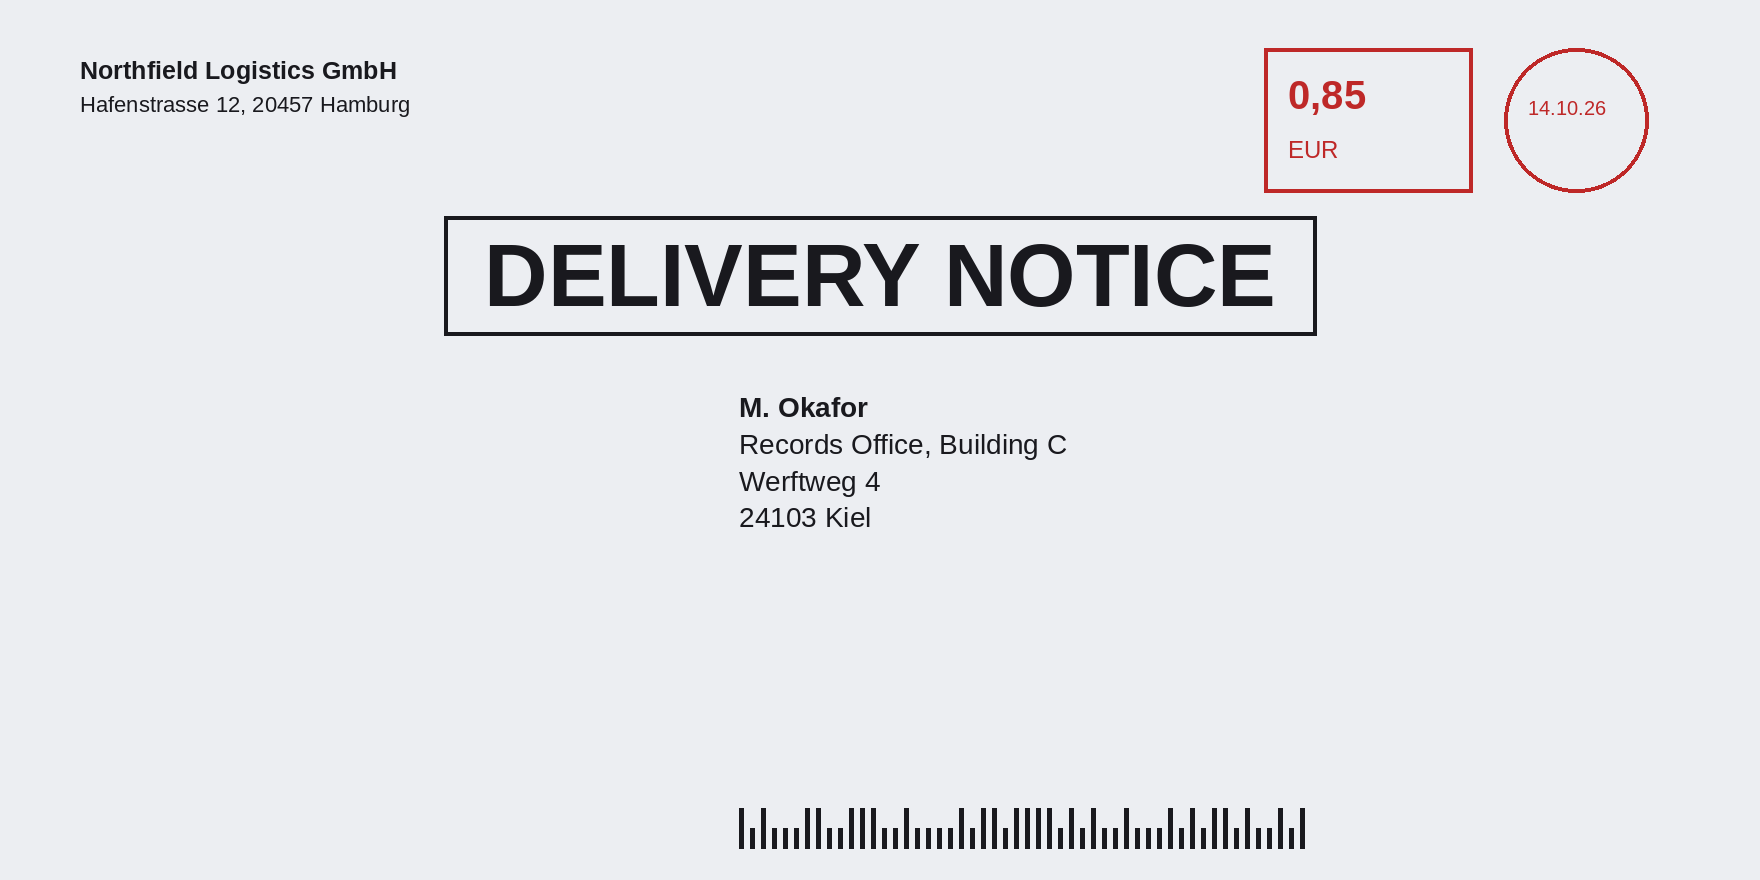 Northfield Logistics GmbH
Hafenstrasse 12, 20457 Hamburg
0,85
EUR
14.10.26
DELIVERY NOTICE
M. Okafor
Records Office, Building C
Werftweg 4
24103 Kiel